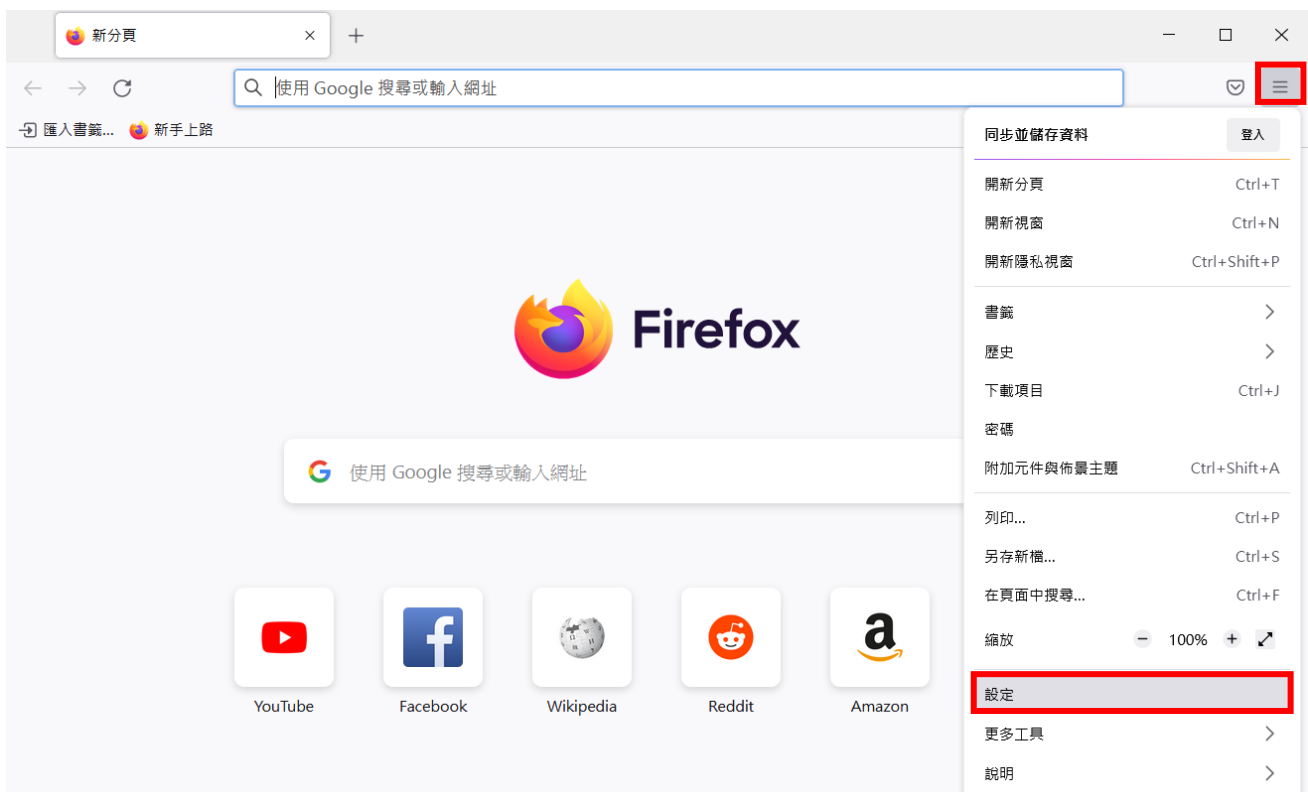 新分頁
使用 Google 搜尋或輸入網址
匯入書籤... 新手上路
同步並儲存資料 登入
開新分頁 Ctrl+T
開新視窗 Ctrl+N
開新隱私視窗 Ctrl+Shift+P
書籤
歷史
下載項目 Ctrl+J
密碼
附加元件與佈景主題 Ctrl+Shift+A
列印... Ctrl+P
另存新檔... Ctrl+S
在頁面中搜尋... Ctrl+F
縮放 − 100% +
設定
更多工具
說明
Firefox
使用 Google 搜尋或輸入網址
YouTube Facebook Wikipedia Reddit Amazon